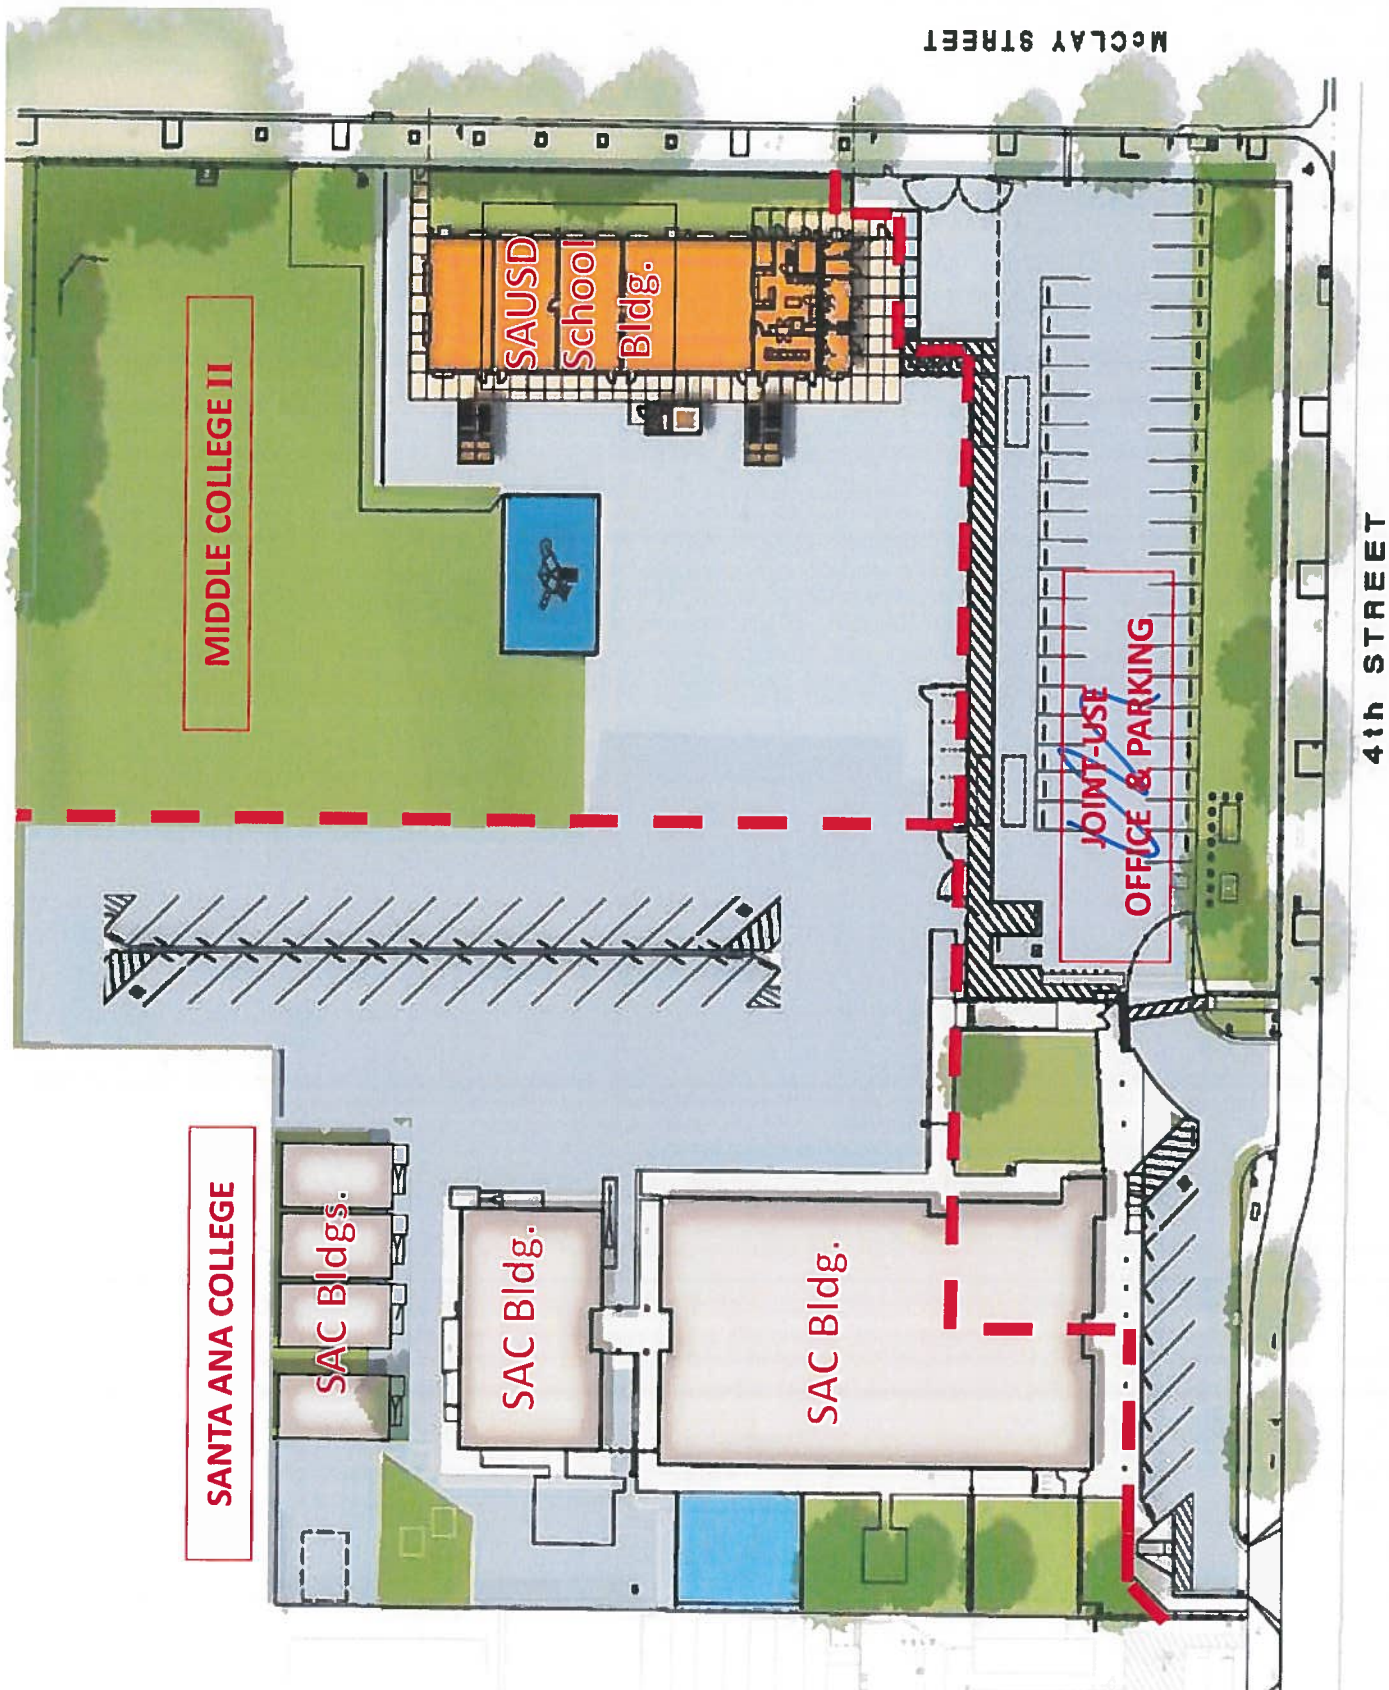 McCLAY STREET
SAUSD
School
Bldg.
MIDDLE COLLEGE II
JOINT-USE
OFFICE & PARKING
4th STREET
SANTA ANA COLLEGE
SAC Bldgs.
SAC Bldg.
SAC Bldg.